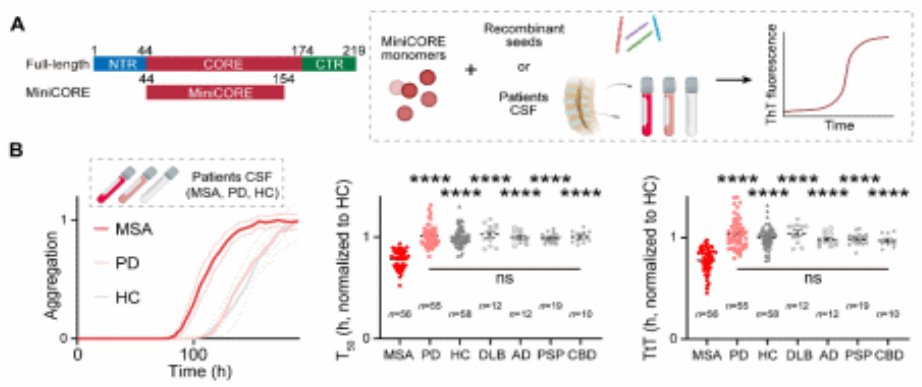 A
1 44 174 219
Full-length NTR CORE CTR
44 154
MiniCORE MiniCORE
MiniCORE
monomers
+
Recombinant
seeds
or
Patients
CSF
ThT fluorescence
Time
B
Patients CSF
(MSA, PD, HC)
Aggregation
1
0
MSA
PD
HC
0 100
Time (h)
T50 (h, normalized to HC)
**** **** ****
**** **** ****
1
0
ns
n=56 n=55 n=58 n=12 n=12 n=19 n=10
MSA PD HC DLB AD PSP CBD
TtT (h, normalized to HC)
**** **** ****
**** **** ****
1
0
ns
n=56 n=55 n=58 n=12 n=12 n=19 n=10
MSA PD HC DLB AD PSP CBD